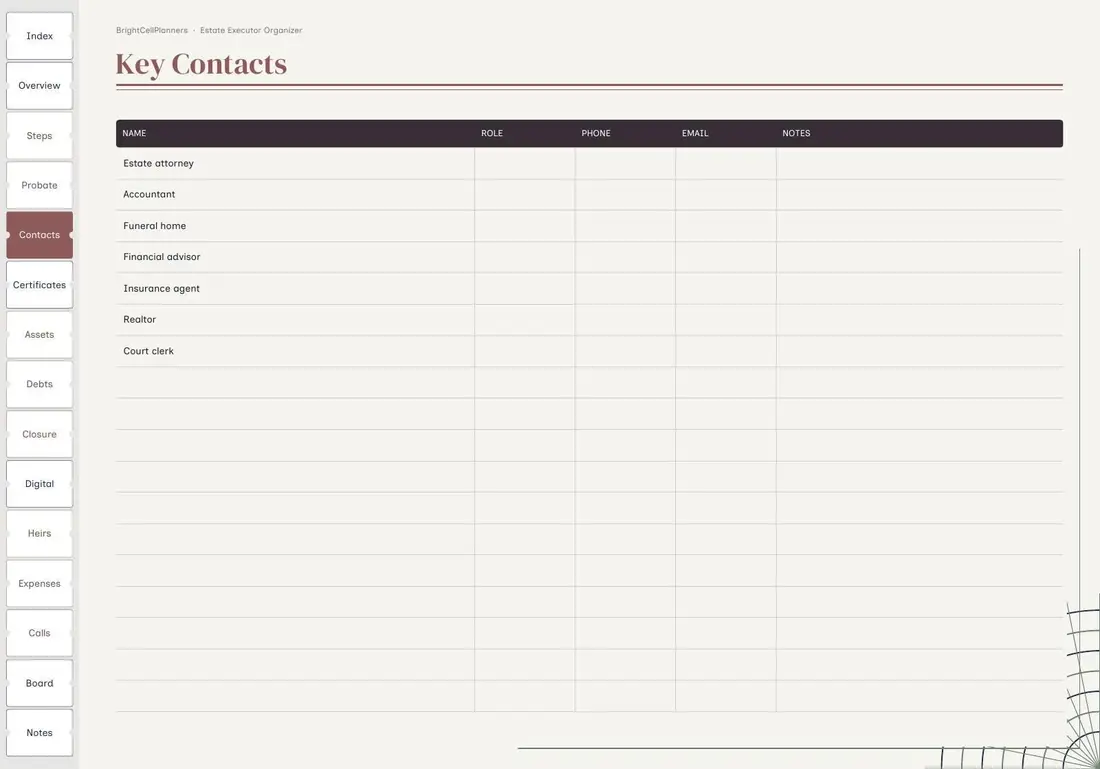 Index
Overview
Steps
Probate
Contacts
Certificates
Assets
Debts
Closure
Digital
Heirs
Expenses
Calls
Board
Notes
BrightCellPlanners · Estate Executor Organizer
Key Contacts
NAME ROLE PHONE EMAIL NOTES
Estate attorney
Accountant
Funeral home
Financial advisor
Insurance agent
Realtor
Court clerk